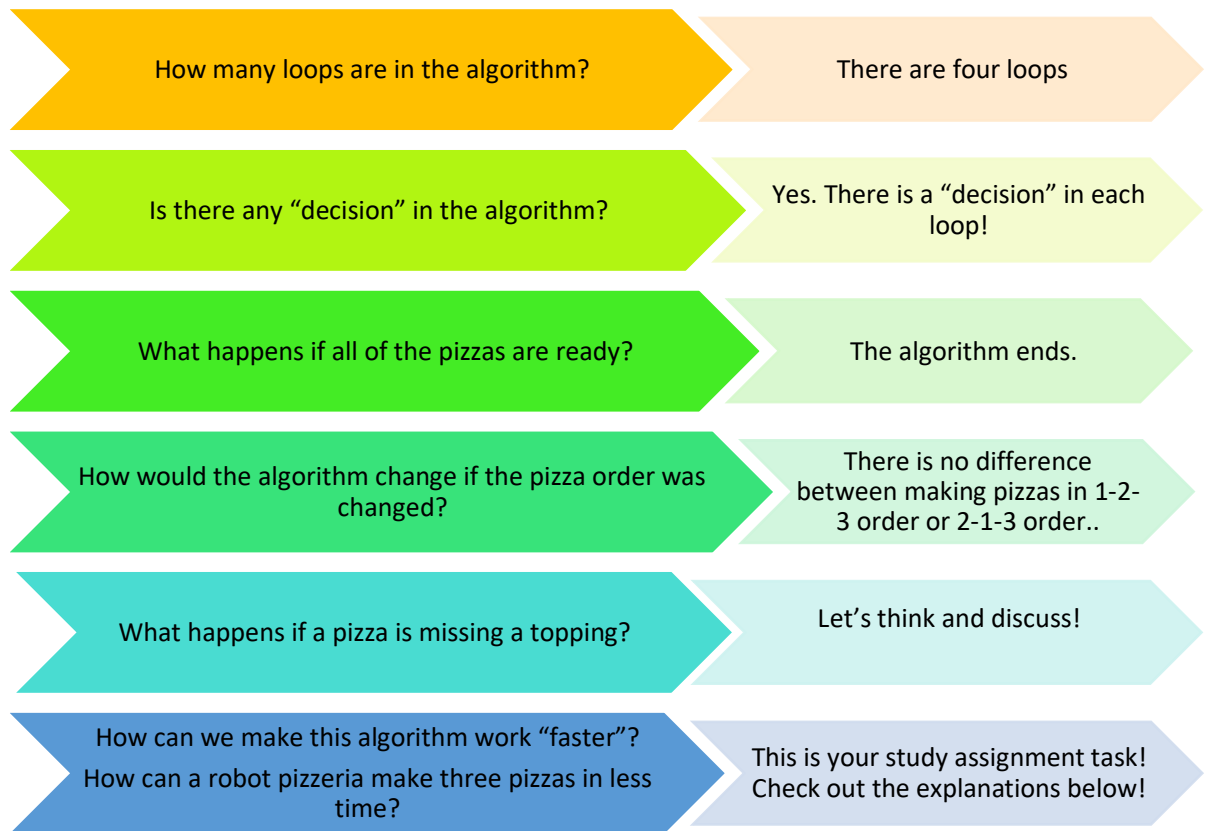 How many loops are in the algorithm?
There are four loops
Is there any “decision” in the algorithm?
Yes. There is a “decision” in each
loop!
What happens if all of the pizzas are ready?
The algorithm ends.
How would the algorithm change if the pizza order was
changed?
There is no difference
between making pizzas in 1-2-
3 order or 2-1-3 order..
What happens if a pizza is missing a topping?
Let’s think and discuss!
How can we make this algorithm work “faster”?
How can a robot pizzeria make three pizzas in less
time?
This is your study assignment task!
Check out the explanations below!